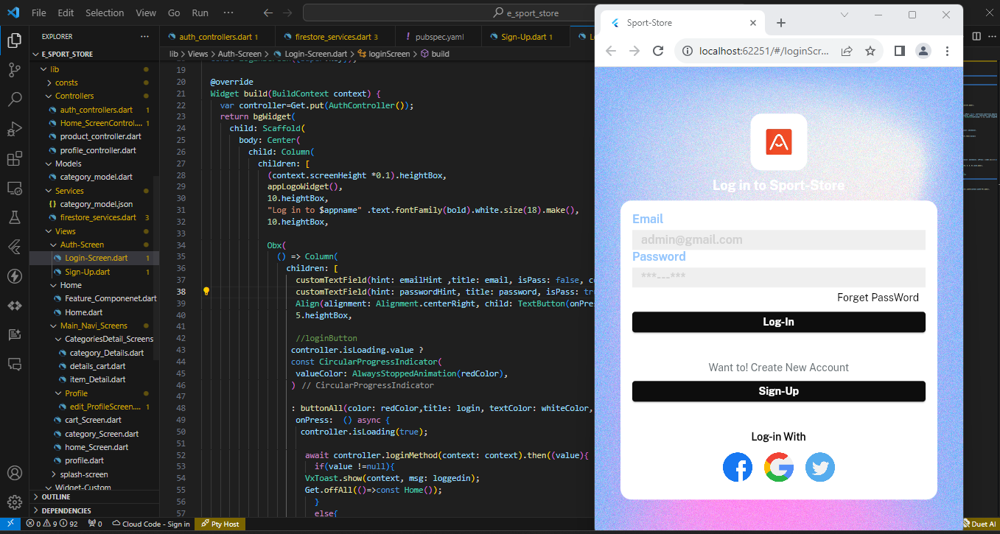 File Edit Selection View Go Run ···
e_sport_store
EXPLORER
E_SPORT_STORE
lib
consts
Controllers
auth_controllers.dart 1
Home_ScreenControl... 1
product_controller.dart
profile_controller.dart
Models
category_model.dart
Services
category_model.json
firestore_services.dart 3
Views
Auth-Screen
Login-Screen.dart 1
Sign-Up.dart 1
Home
Feature_Componenet.dart
Home.dart
Main_Navi_Screens
CategoriesDetail_Screens
category_Details.dart
details_cart.dart
item_Detail.dart
Profile
edit_ProfileScreen.... 1
cart_Screen.dart
category_Screen.dart
home_Screen.dart
profile.dart
splash-screen
Widget-Custom
OUTLINE
DEPENDENCIES
auth_controllers.dart 1 firestore_services.dart 3 ! pubspec.yaml Sign-Up.dart 1
lib > Views > Auth-Screen > Login-Screen.dart > loginScreen > build
19
20 @override
21 Widget build(BuildContext context) {
22 var controller=Get.put(AuthController());
23 return bgWidget(
24 child: Scaffold(
25 body: Center(
26 child: Column(
27 children: [
28 (context.screenHeight *0.1).heightBox,
29 appLogoWidget(),
30 10.heightBox,
31 "Log in to $appname" .text.fontFamily(bold).white.size(18).make(),
32 10.heightBox,
33
34 Obx(
35 () => Column(
36 children: [
37 customTextField(hint: emailHint ,title: email, isPass: false, c
38 customTextField(hint: passwordHint, title: password, isPass: tr
39 Align(alignment: Alignment.centerRight, child: TextButton(onPres
40 5.heightBox,
41
42 //loginButton
43 controller.isLoading.value ?
44 const CircularProgressIndicator(
45 valueColor: AlwaysStoppedAnimation(redColor),
46 ) // CircularProgressIndicator
47
48 : buttonAll(color: redColor,title: login, textColor: whiteColor,
49 onPress: () async {
50 controller.isLoading(true);
51
52 await controller.loginMethod(context: context).then((value){
53 if(value !=null){
54 VxToast.show(context, msg: loggedin);
55 Get.offAll(()=>const Home());
56 }
57 else{
0 9 92 0 Cloud Code - Sign in Pty Host
Duet AI
Sport-Store
localhost:62251/#/loginScr...
Log in to Sport-Store
Email
admin@gmail.com
Password
***___***
Forget PassWord
Log-In
Want to! Create New Account
Sign-Up
Log-in With